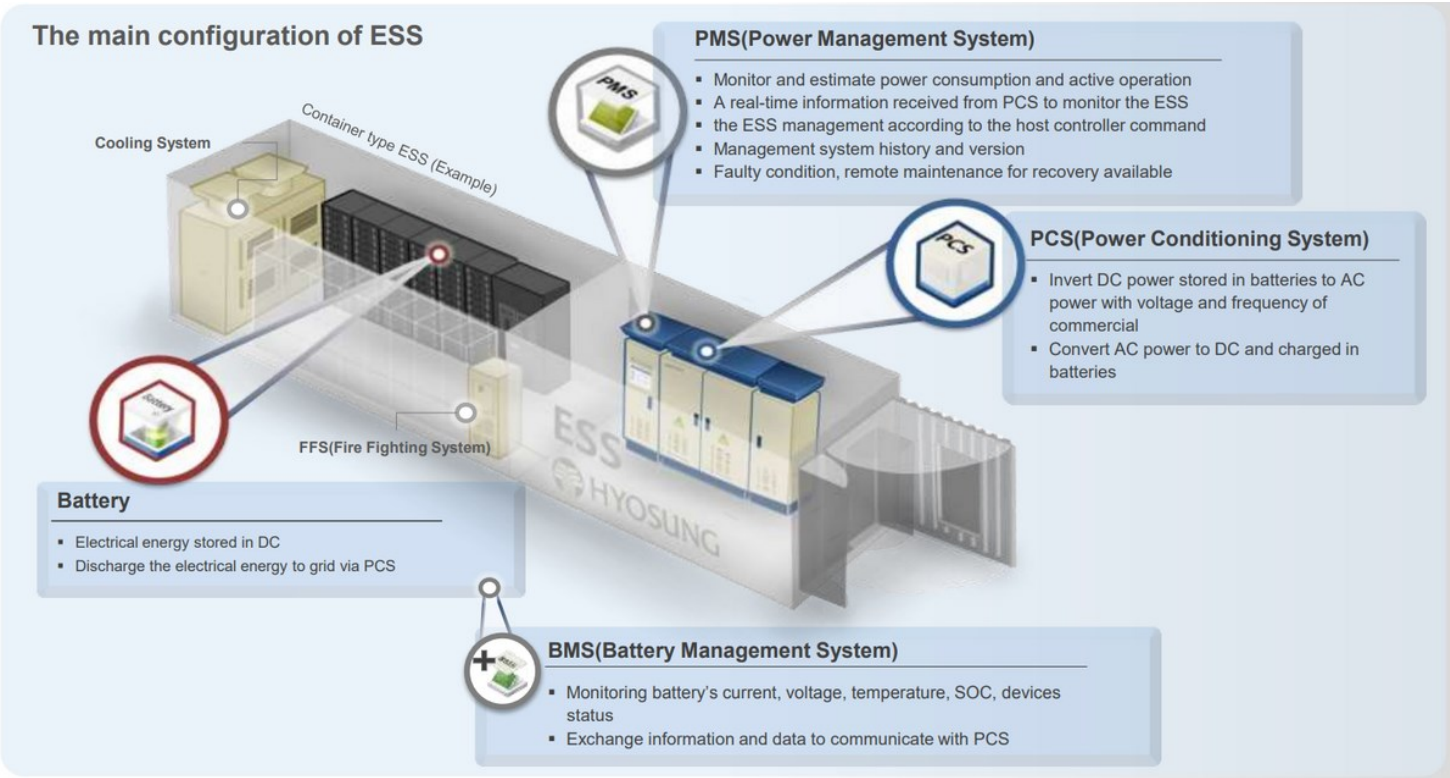 The main configuration of ESS
PMS(Power Management System)
▪ Monitor and estimate power consumption and active operation
▪ A real-time information received from PCS to monitor the ESS
▪ the ESS management according to the host controller command
▪ Management system history and version
▪ Faulty condition, remote maintenance for recovery available
PMS
Container type ESS (Example)
Cooling System
PCS
PCS(Power Conditioning System)
▪ Invert DC power stored in batteries to AC
power with voltage and frequency of
commercial
▪ Convert AC power to DC and charged in
batteries
Battery
FFS(Fire Fighting System)
ESS
HYOSUNG
Battery
▪ Electrical energy stored in DC
▪ Discharge the electrical energy to grid via PCS
BMS(Battery Management System)
▪ Monitoring battery's current, voltage, temperature, SOC, devices
status
▪ Exchange information and data to communicate with PCS